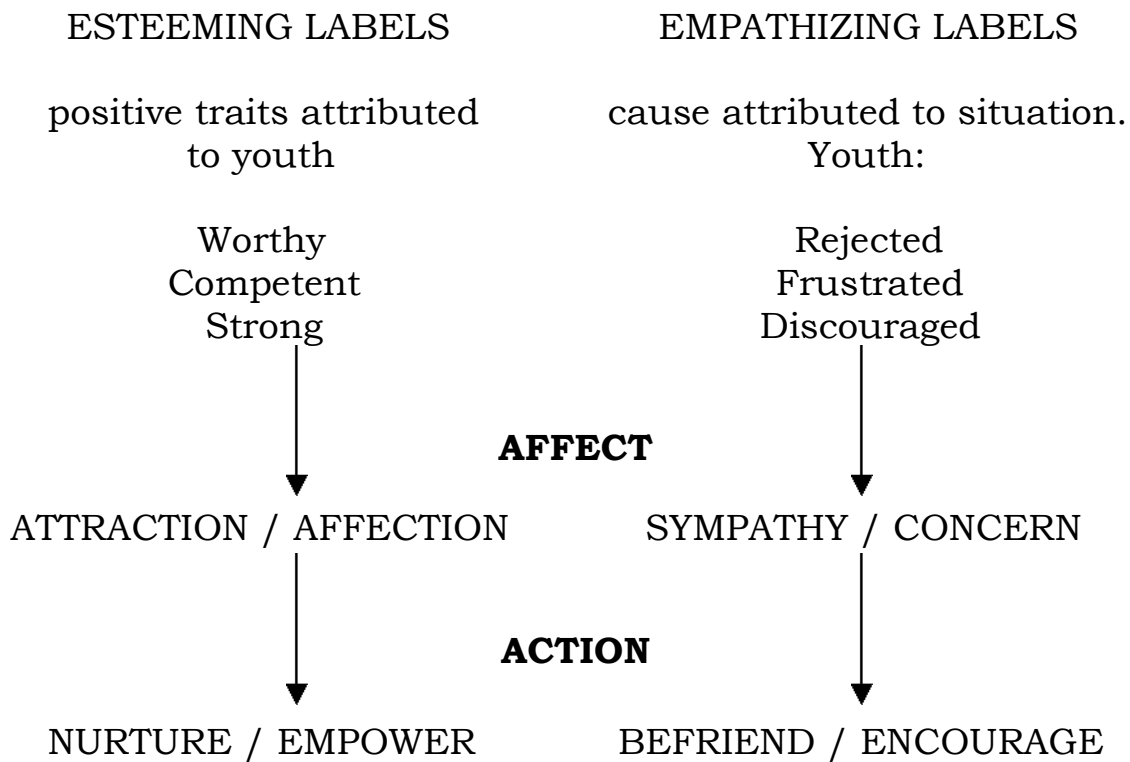 ESTEEMING LABELS
positive traits attributed
to youth
Worthy
Competent
Strong
EMPATHIZING LABELS
cause attributed to situation.
Youth:
Rejected
Frustrated
Discouraged
AFFECT
ATTRACTION / AFFECTION
SYMPATHY / CONCERN
ACTION
NURTURE / EMPOWER
BEFRIEND / ENCOURAGE